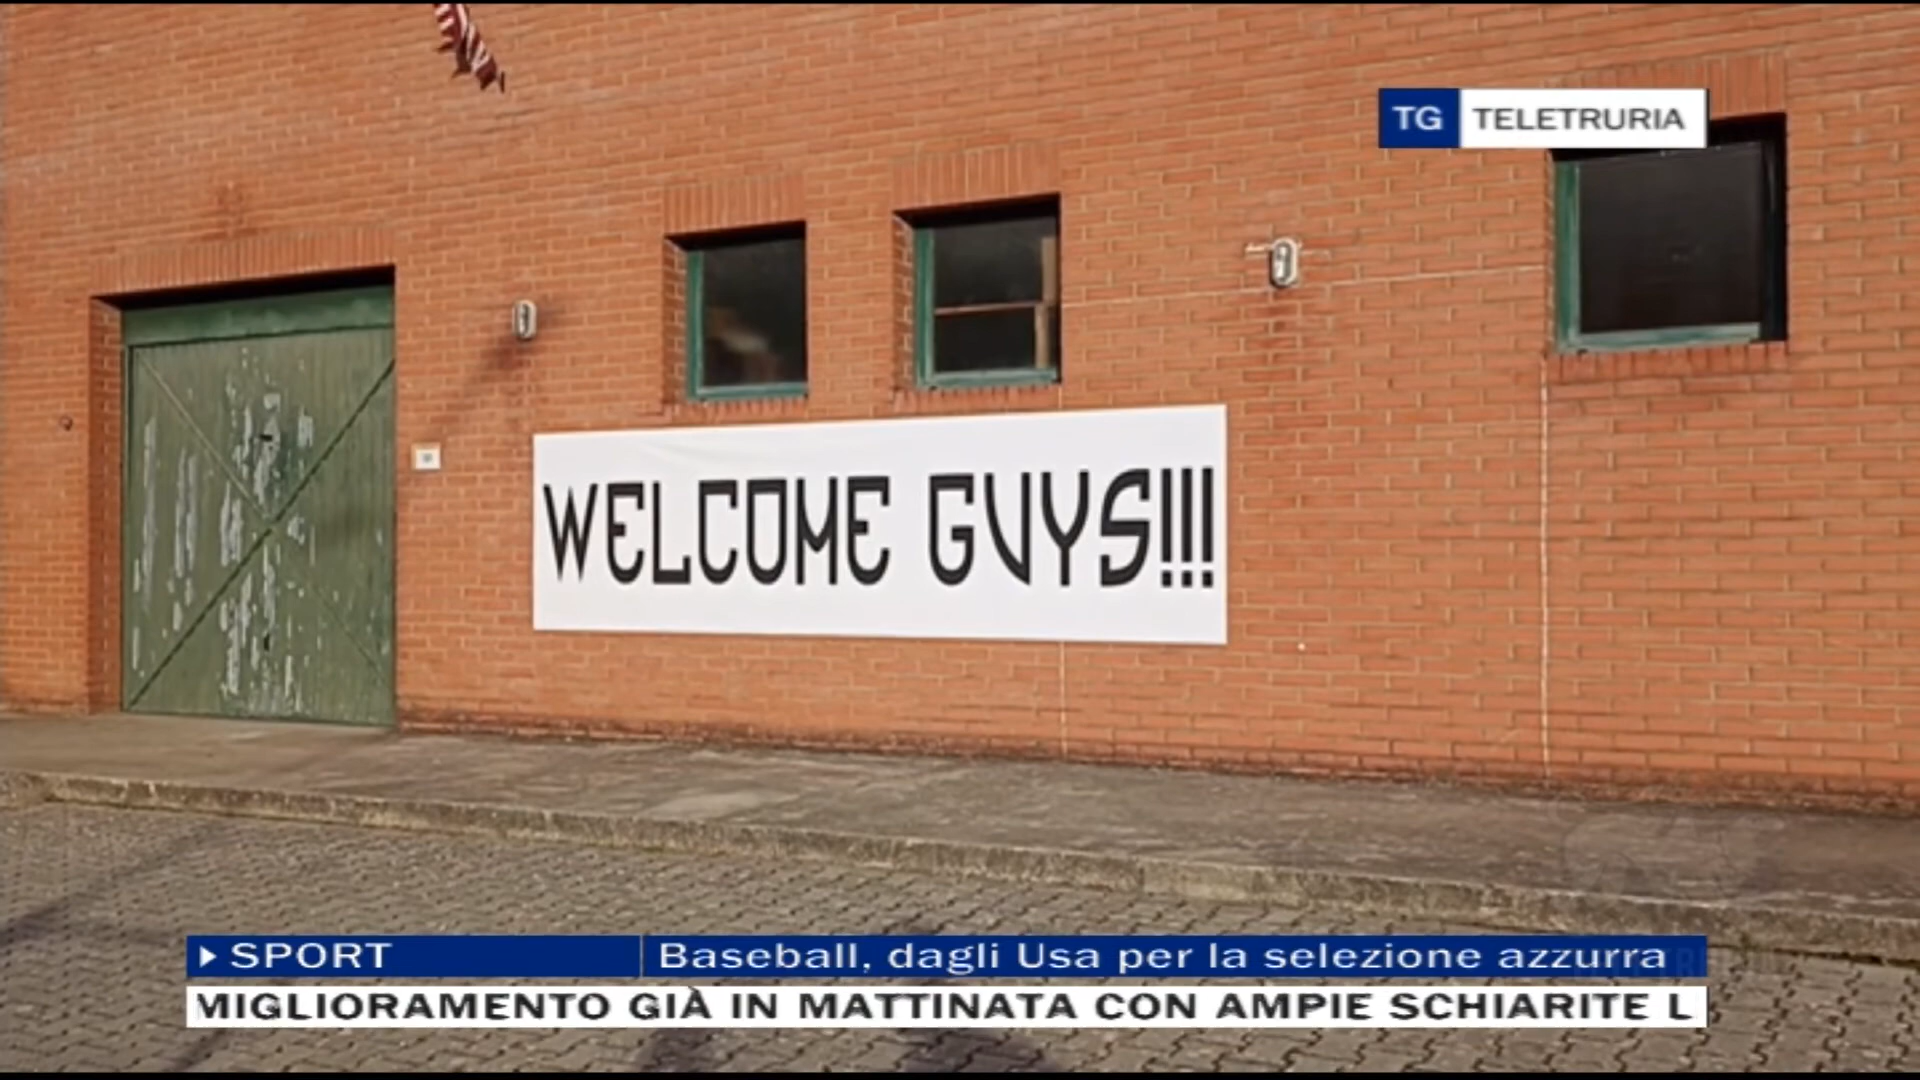 TG TELETRURIA
WELCOME GUYS!!!
SPORT
Baseball, dagli Usa per la selezione azzurra
MIGLIORAMENTO GIÀ IN MATTINATA CON AMPIE SCHIARITE L